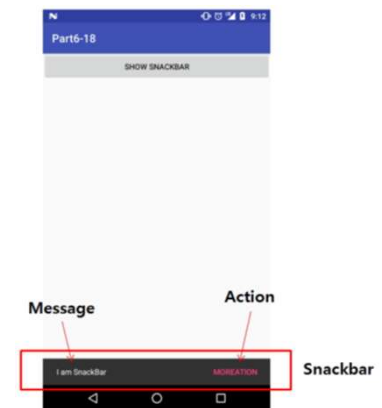 N 9:12
Part6-18
SHOW SNACKBAR
Action
Message
Snackbar
I am SnackBar MOREATION